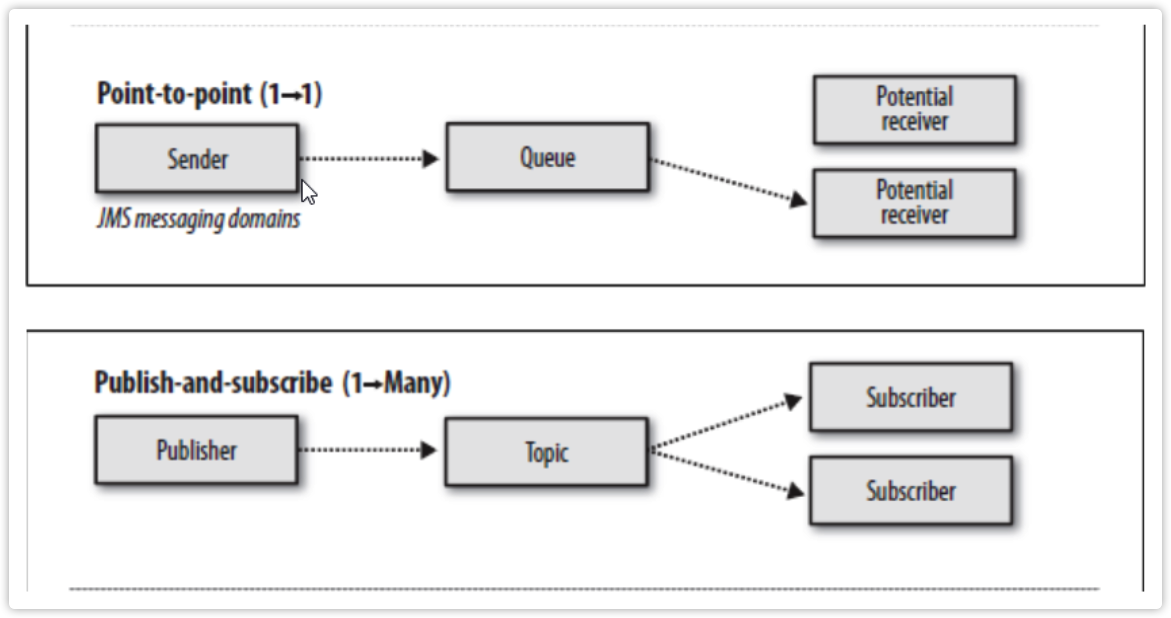 Point-to-point (1→1)
Sender
Queue
Potential
receiver
Potential
receiver
JMS messaging domains
Publish-and-subscribe (1→Many)
Publisher
Topic
Subscriber
Subscriber